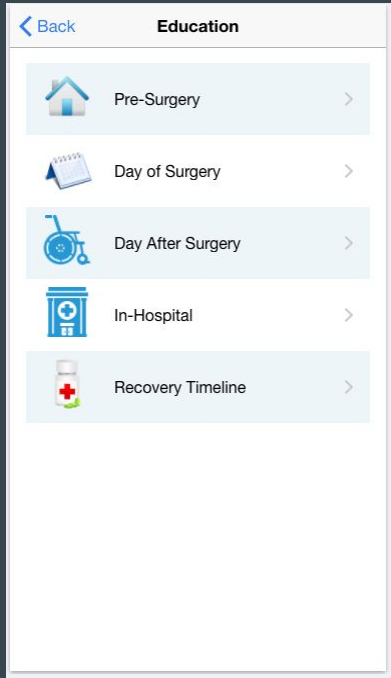 Back
Education
Pre-Surgery
Day of Surgery
Day After Surgery
In-Hospital
Recovery Timeline